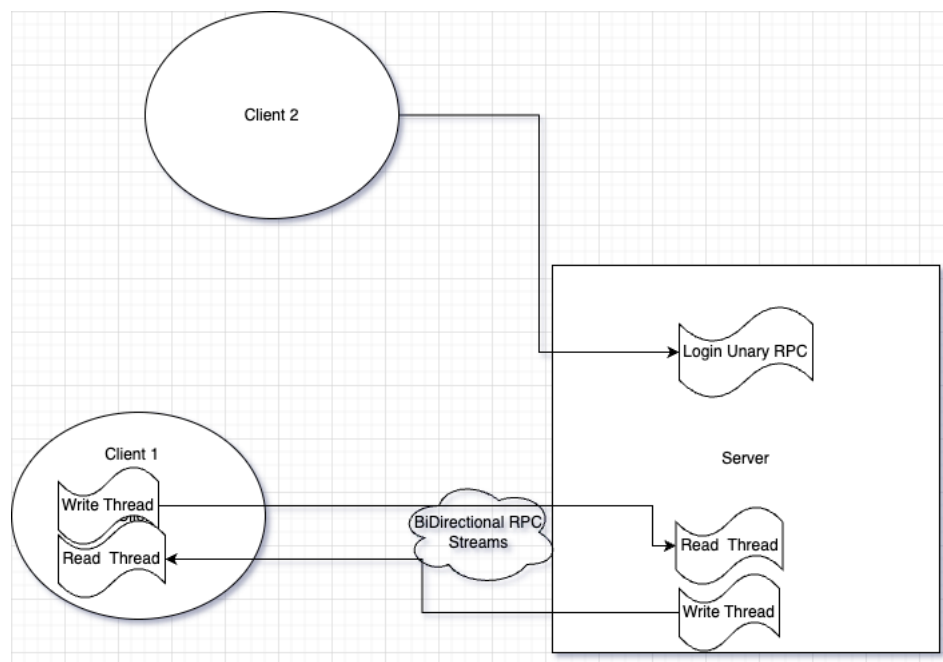 Client 2
Login Unary RPC
Server
Client 1
Write Thread
Read Thread
BiDirectional RPC
Streams
Read Thread
Write Thread